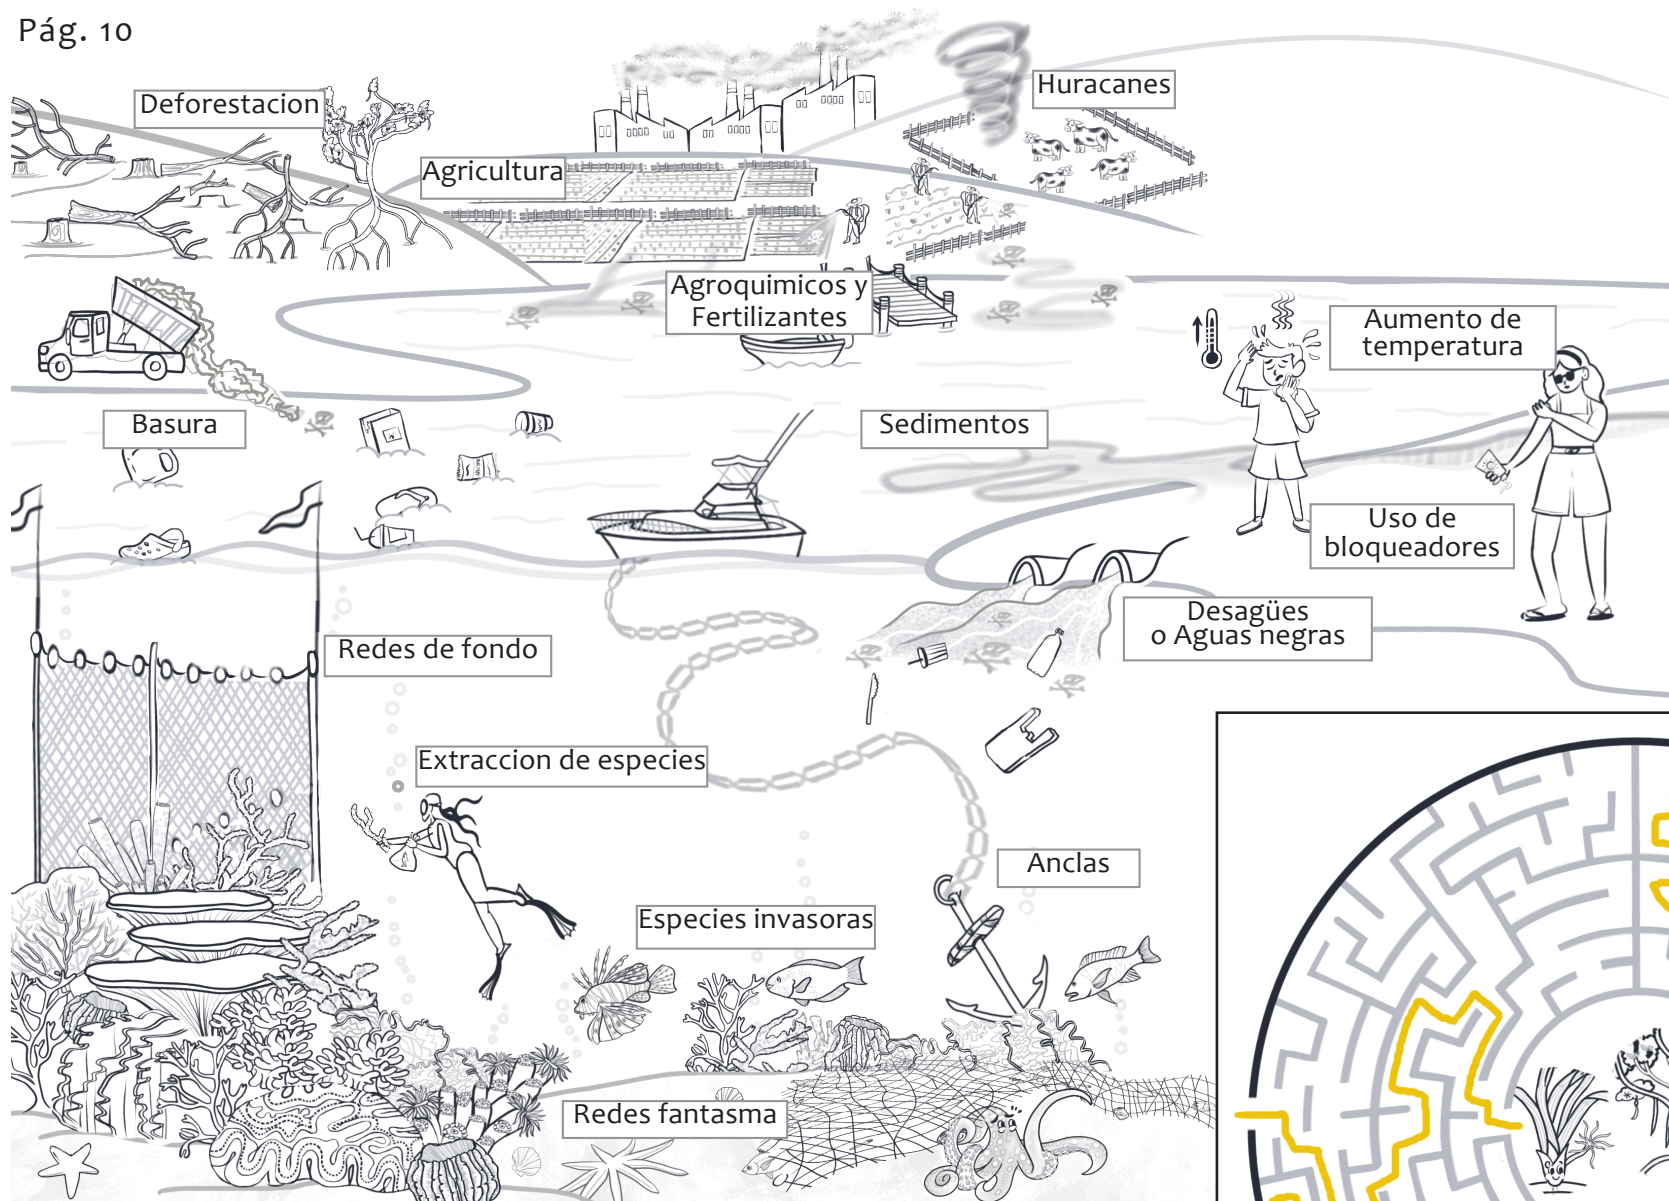 Pág. 10
Deforestacion
Huracanes
Agricultura
Agroquimicos y
Fertilizantes
Aumento de
temperatura
Basura
Sedimentos
Uso de
bloqueadores
Desagües
o Aguas negras
Redes de fondo
Extraccion de especies
Anclas
Especies invasoras
Redes fantasma